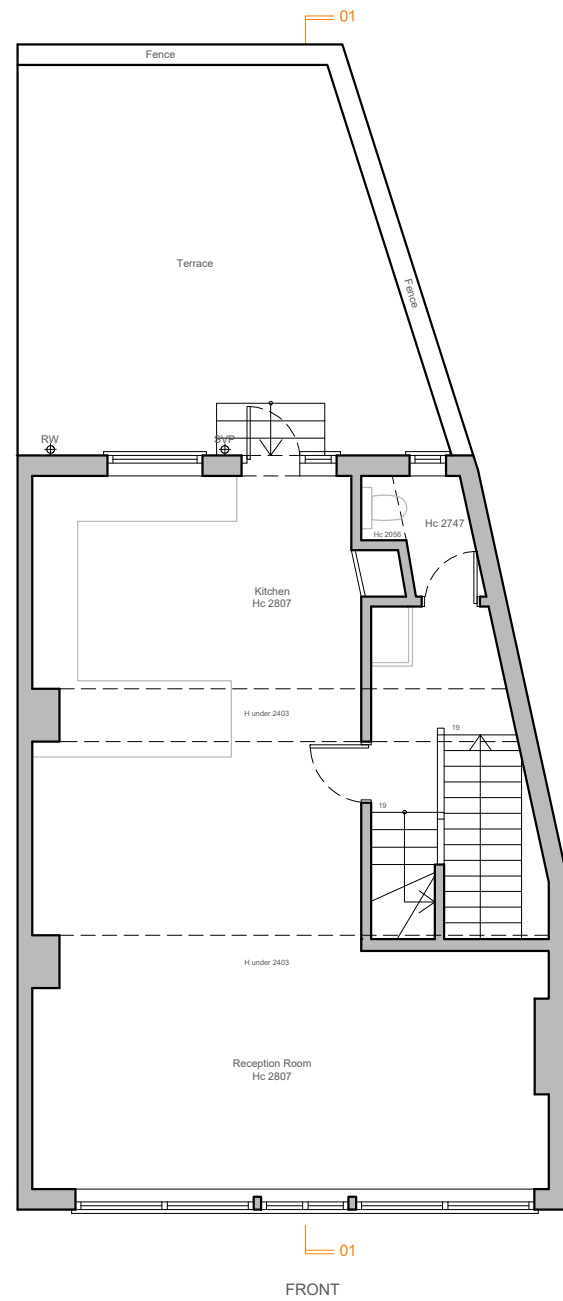 01
Fence
Terrace
Fence
RW
SVP
Hc 2747
Hc 2056
Kitchen
Hc 2807
H under 2403
19
19
H under 2403
Reception Room
Hc 2807
01
FRONT